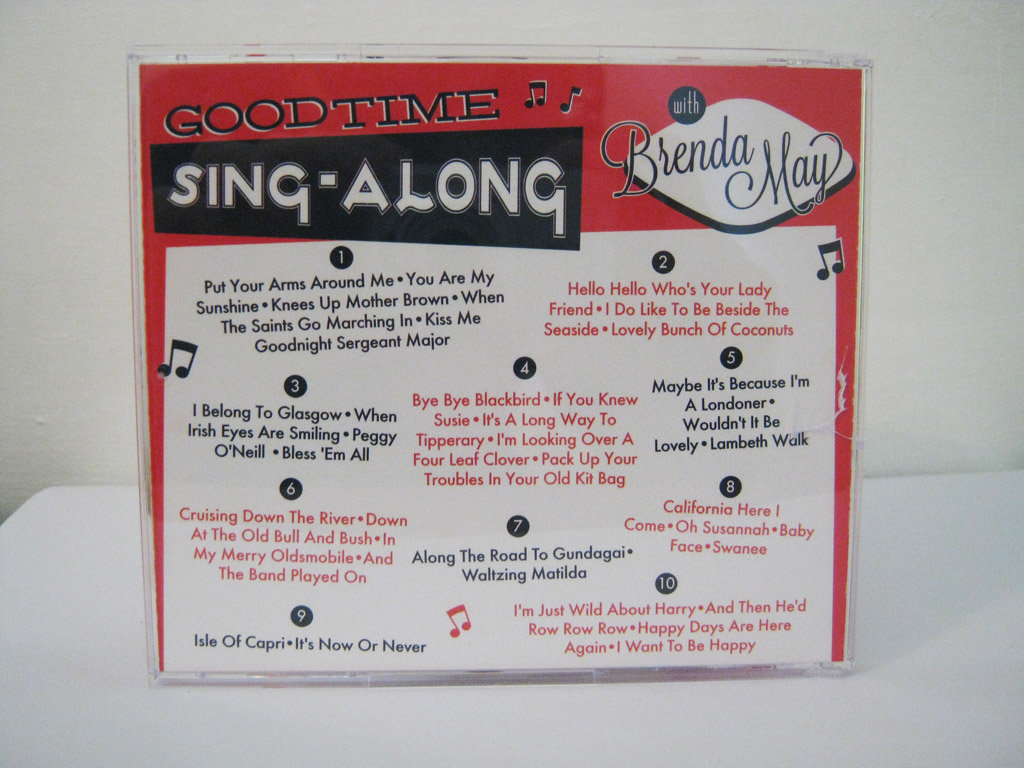 GOODTIME
SING-ALONG
with
Brenda May
1
Put Your Arms Around Me • You Are My
Sunshine • Knees Up Mother Brown • When
The Saints Go Marching In • Kiss Me
Goodnight Sergeant Major
2
Hello Hello Who's Your Lady
Friend • I Do Like To Be Beside The
Seaside • Lovely Bunch Of Coconuts
3
I Belong To Glasgow • When
Irish Eyes Are Smiling • Peggy
O'Neill • Bless 'Em All
4
Bye Bye Blackbird • If You Knew
Susie • It's A Long Way To
Tipperary • I'm Looking Over A
Four Leaf Clover • Pack Up Your
Troubles In Your Old Kit Bag
5
Maybe It's Because I'm
A Londoner •
Wouldn't It Be
Lovely • Lambeth Walk
6
Cruising Down The River • Down
At The Old Bull And Bush • In
My Merry Oldsmobile • And
The Band Played On
7
Along The Road To Gundagai •
Waltzing Matilda
8
California Here I
Come • Oh Susannah • Baby
Face • Swanee
9
Isle Of Capri • It's Now Or Never
10
I'm Just Wild About Harry • And Then He'd
Row Row Row • Happy Days Are Here
Again • I Want To Be Happy